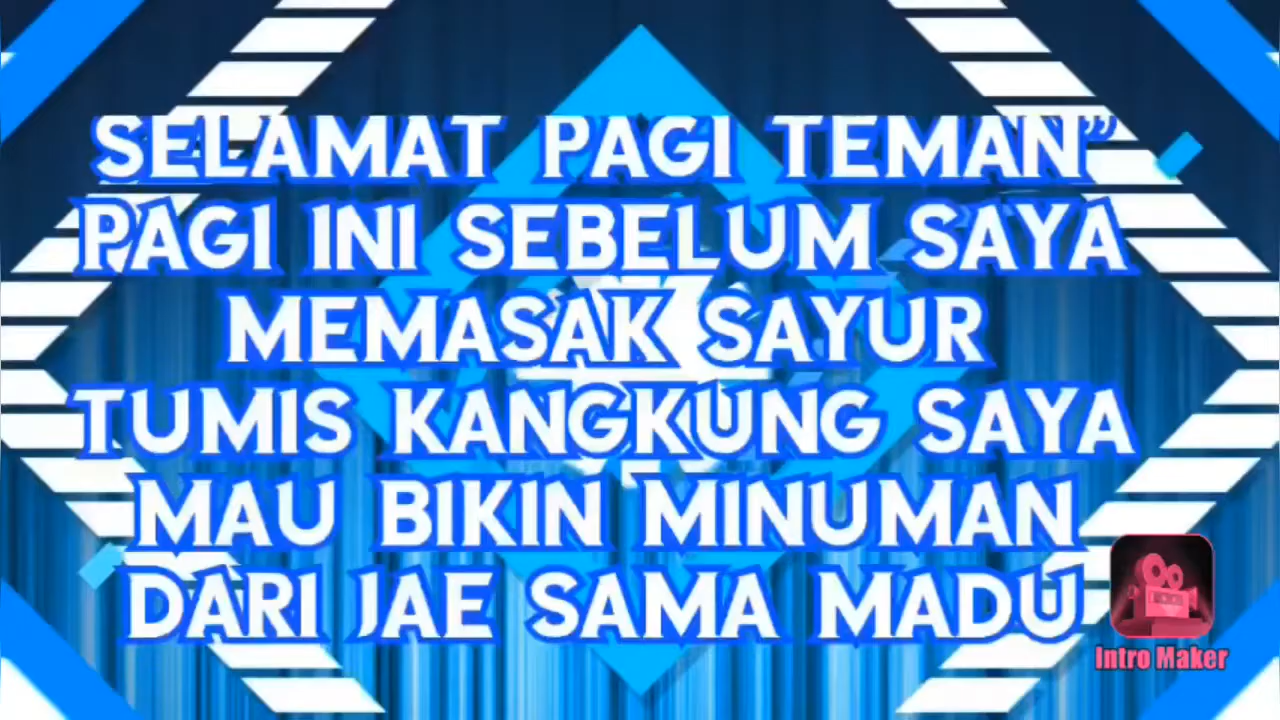 SELAMAT PAGI TEMAN”
PAGI INI SEBELUM SAYA
MEMASAK SAYUR
TUMIS KANGKUNG SAYA
MAU BIKIN MINUMAN
DARI JAE SAMA MADU
Intro Maker